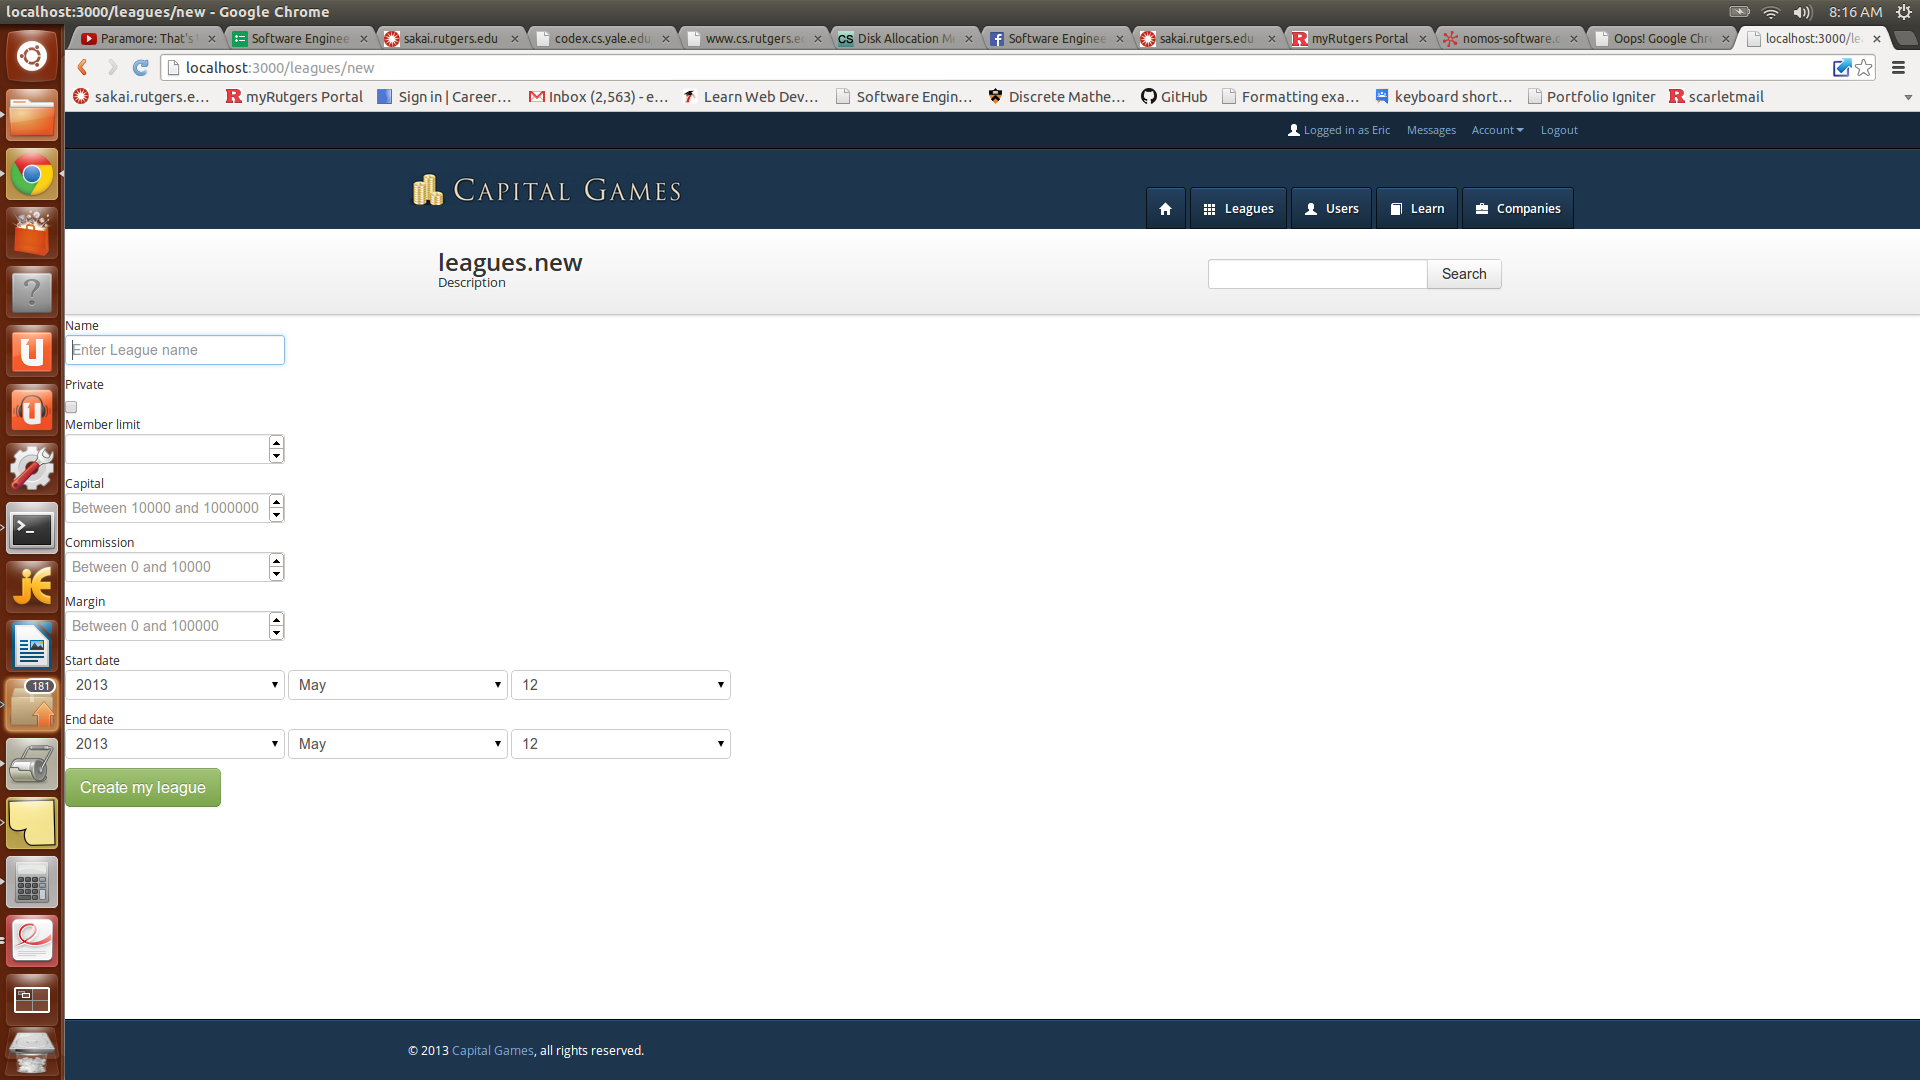 localhost:3000/leagues/new - Google Chrome
8:16 AM
Paramore: That's
Software Enginee
sakai.rutgers.edu
codex.cs.yale.edu
www.cs.rutgers.e
CS Disk Allocation M
Software Enginee
sakai.rutgers.edu
myRutgers Portal
nomos-software.c
Oops! Google Chr
localhost:3000/le
localhost:3000/leagues/new
sakai.rutgers.e...
myRutgers Portal
Sign in | Career...
Inbox (2,563) - e...
Learn Web Dev...
Software Engin...
Discrete Mathe...
GitHub
Formatting exa...
keyboard short...
Portfolio Igniter
scarletmail
Logged in as Eric
Messages
Account
Logout
Capital Games
Leagues
Users
Learn
Companies
leagues.new
Description
Search
Name
Enter League name
Private
Member limit
Capital
Between 10000 and 1000000
Commission
Between 0 and 10000
Margin
Between 0 and 100000
Start date
2013 May 12
End date
2013 May 12
181
Create my league
© 2013 Capital Games, all rights reserved.